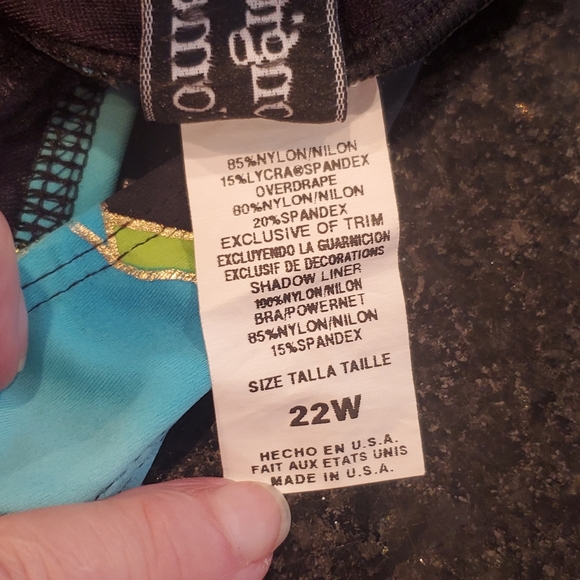 85%NYLON/NILON
15%LYCRA®SPANDEX
OVERDRAPE
80%NYLON/NILON
20%SPANDEX
EXCLUSIVE OF TRIM
EXCLUYENDO LA GUARNICION
EXCLUSIF DE DECORATIONS
SHADOW LINER
100%NYLON/NILON
BRA/POWERNET
85%NYLON/NILON
15%SPANDEX
SIZE TALLA TAILLE
22W
HECHO EN U.S.A.
FAIT AUX ETATS UNIS
MADE IN U.S.A.